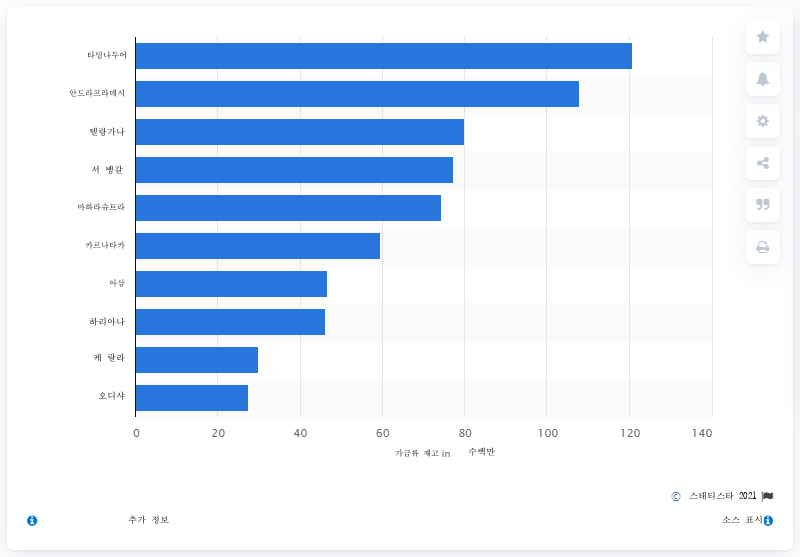 타밀나두어
안드라프라데시
텔랑가나
서 벵갈
마하라슈트라
카르나타카
아삼
하리아나
케 랄라
오디샤
0 20 40 60 80 100 120 140
가금류 재고 in 수백만
© 스태티스타 2021
추가 정보
소스 표시